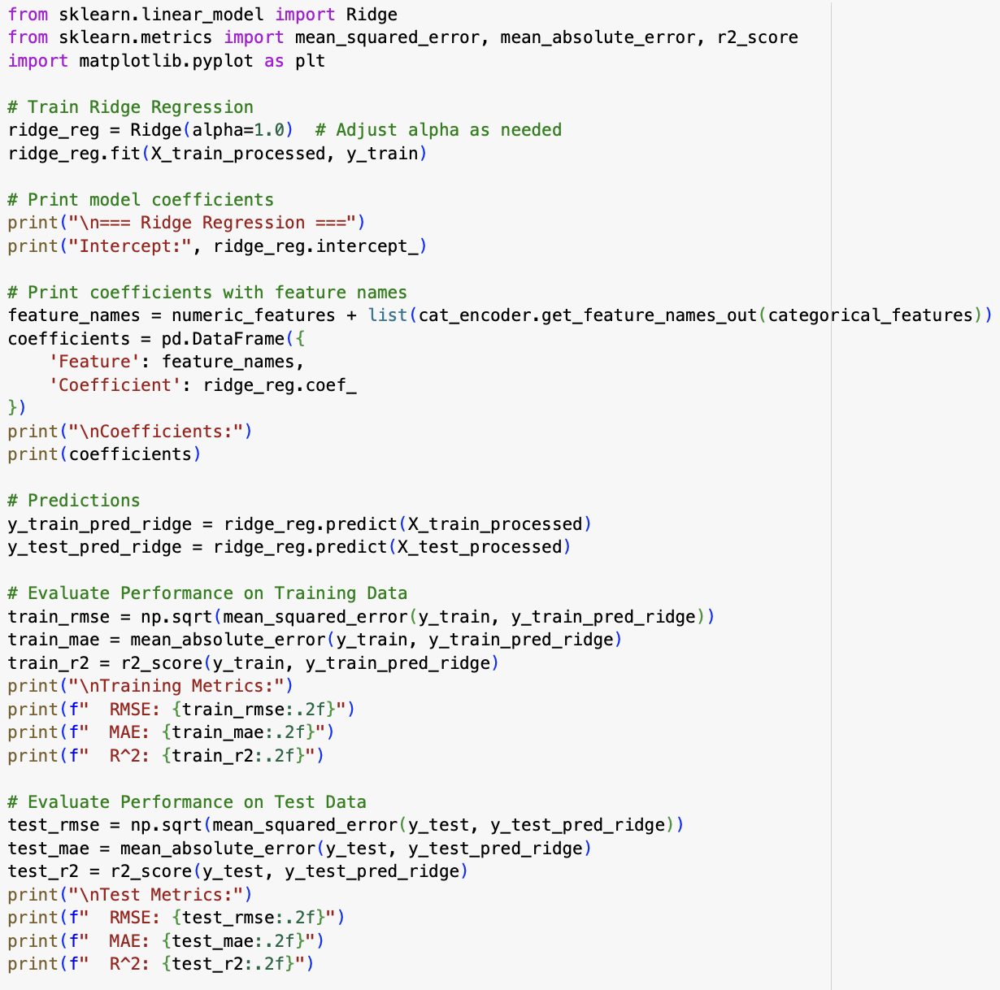 from sklearn.linear_model import Ridge
from sklearn.metrics import mean_squared_error, mean_absolute_error, r2_score
import matplotlib.pyplot as plt

# Train Ridge Regression
ridge_reg = Ridge(alpha=1.0)  # Adjust alpha as needed
ridge_reg.fit(X_train_processed, y_train)

# Print model coefficients
print("\n=== Ridge Regression ===")
print("Intercept:", ridge_reg.intercept_)

# Print coefficients with feature names
feature_names = numeric_features + list(cat_encoder.get_feature_names_out(categorical_features))
coefficients = pd.DataFrame({
    'Feature': feature_names,
    'Coefficient': ridge_reg.coef_
})
print("\nCoefficients:")
print(coefficients)

# Predictions
y_train_pred_ridge = ridge_reg.predict(X_train_processed)
y_test_pred_ridge = ridge_reg.predict(X_test_processed)

# Evaluate Performance on Training Data
train_rmse = np.sqrt(mean_squared_error(y_train, y_train_pred_ridge))
train_mae = mean_absolute_error(y_train, y_train_pred_ridge)
train_r2 = r2_score(y_train, y_train_pred_ridge)
print("\nTraining Metrics:")
print(f"  RMSE: {train_rmse:.2f}")
print(f"  MAE: {train_mae:.2f}")
print(f"  R^2: {train_r2:.2f}")

# Evaluate Performance on Test Data
test_rmse = np.sqrt(mean_squared_error(y_test, y_test_pred_ridge))
test_mae = mean_absolute_error(y_test, y_test_pred_ridge)
test_r2 = r2_score(y_test, y_test_pred_ridge)
print("\nTest Metrics:")
print(f"  RMSE: {test_rmse:.2f}")
print(f"  MAE: {test_mae:.2f}")
print(f"  R^2: {test_r2:.2f}")